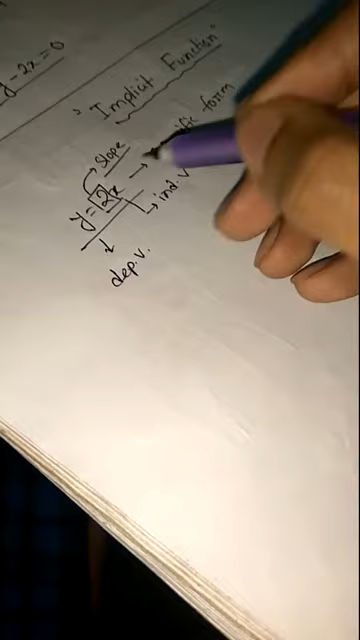 y - 2x = 0
"Implicit Function"
slope
y = 2x → form
ind. v
dep. v.